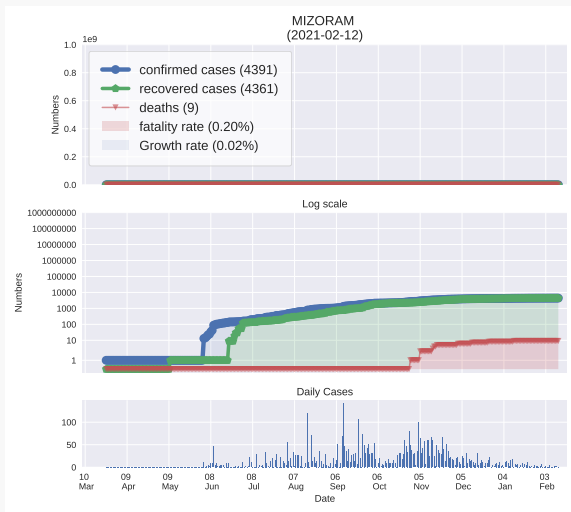 MIZORAM
(2021-02-12)
1e9
1.0
0.8
0.6
0.4
0.2
0.0
Numbers
confirmed cases (4391)
recovered cases (4361)
deaths (9)
fatality rate (0.20%)
Growth rate (0.02%)
Log scale
1000000000
100000000
10000000
1000000
100000
10000
1000
100
10
1
Numbers
Daily Cases
100
50
0
10 09 09 08 08 07 06 06 05 05 04 03
Mar Apr May Jun Jul Aug Sep Oct Nov Dec Jan Feb
Date